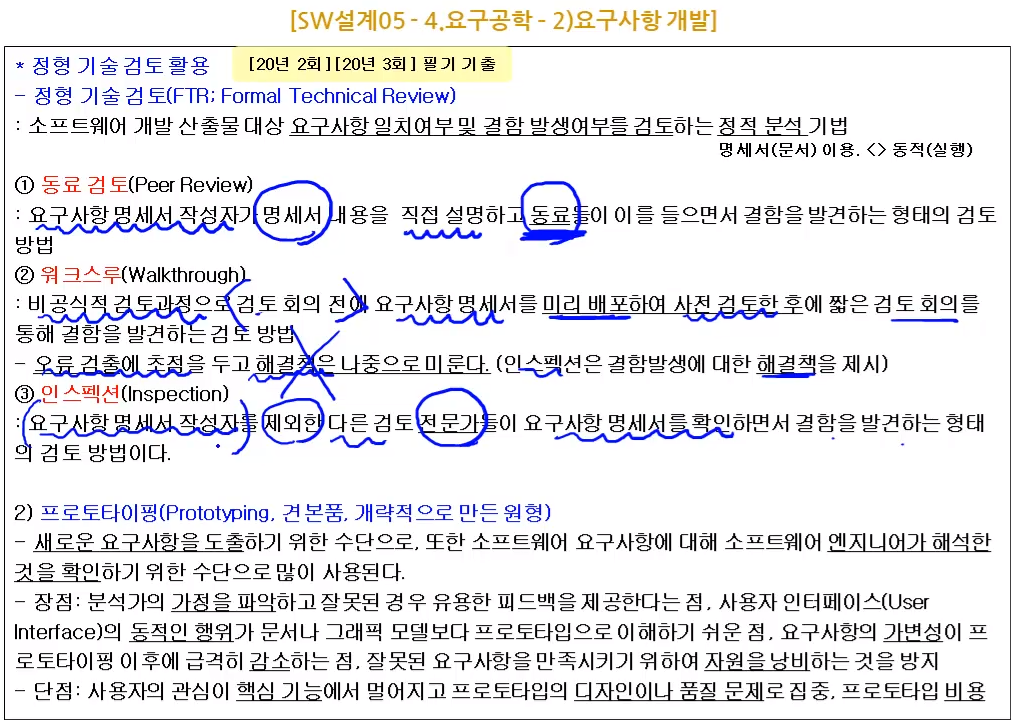 [SW설계05 - 4.요구공학 - 2)요구사항 개발]
* 정형 기술 검토 활용 [20년 2회][20년 3회] 필기 기출
- 정형 기술 검토(FTR; Formal Technical Review)
: 소프트웨어 개발 산출물 대상 요구사항 일치여부 및 결함 발생여부를 검토하는 정적 분석 기법
명세서(문서) 이용. <> 동적(실행)
① 동료 검토(Peer Review)
: 요구사항 명세서 작성자가 명세서 내용을 직접 설명하고 동료들이 이를 들으면서 결함을 발견하는 형태의 검토
방법
② 워크스루(Walkthrough)
: 비공식적 검토과정으로 검토 회의 전에 요구사항 명세서를 미리 배포하여 사전 검토한 후에 짧은 검토 회의를
통해 결함을 발견하는 검토 방법
- 오류 검출에 초점을 두고 해결책은 나중으로 미룬다. (인스펙션은 결함발생에 대한 해결책을 제시)
③ 인스펙션(Inspection)
: 요구사항 명세서 작성자를 제외한 다른 검토 전문가들이 요구사항 명세서를 확인하면서 결함을 발견하는 형태
의 검토 방법이다.
2) 프로토타이핑(Prototyping, 견본품, 개략적으로 만든 원형)
- 새로운 요구사항을 도출하기 위한 수단으로, 또한 소프트웨어 요구사항에 대해 소프트웨어 엔지니어가 해석한
것을 확인하기 위한 수단으로 많이 사용된다.
- 장점: 분석가의 가정을 파악하고 잘못된 경우 유용한 피드백을 제공한다는 점, 사용자 인터페이스(User
Interface)의 동적인 행위가 문서나 그래픽 모델보다 프로토타입으로 이해하기 쉬운 점, 요구사항의 가변성이 프
로토타이핑 이후에 급격히 감소하는 점, 잘못된 요구사항을 만족시키기 위하여 자원을 낭비하는 것을 방지
- 단점: 사용자의 관심이 핵심 기능에서 멀어지고 프로토타입의 디자인이나 품질 문제로 집중, 프로토타입 비용